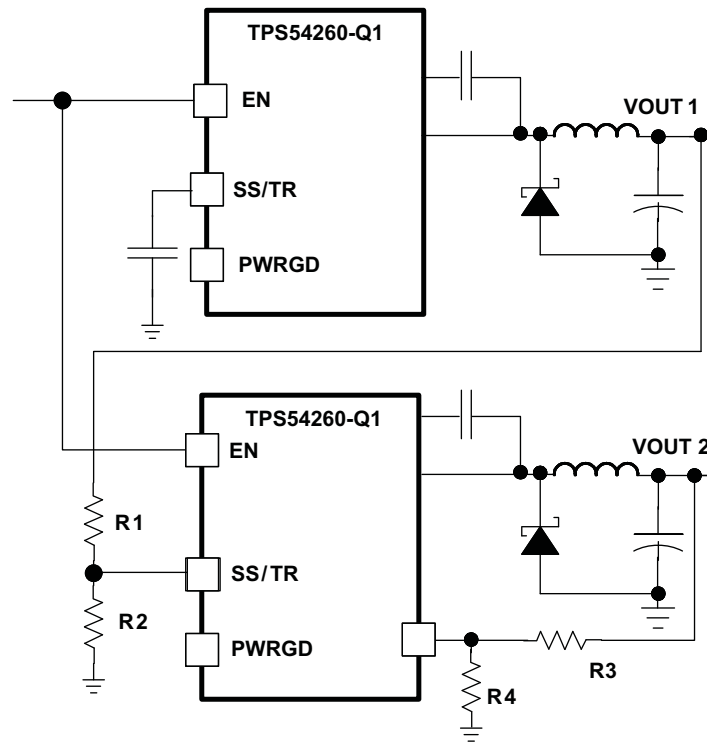 TPS54260-Q1
EN
VOUT 1
SS/TR
PWRGD
TPS54260-Q1
EN
VOUT 2
R1
SS/TR
R2
PWRGD
R3
R4